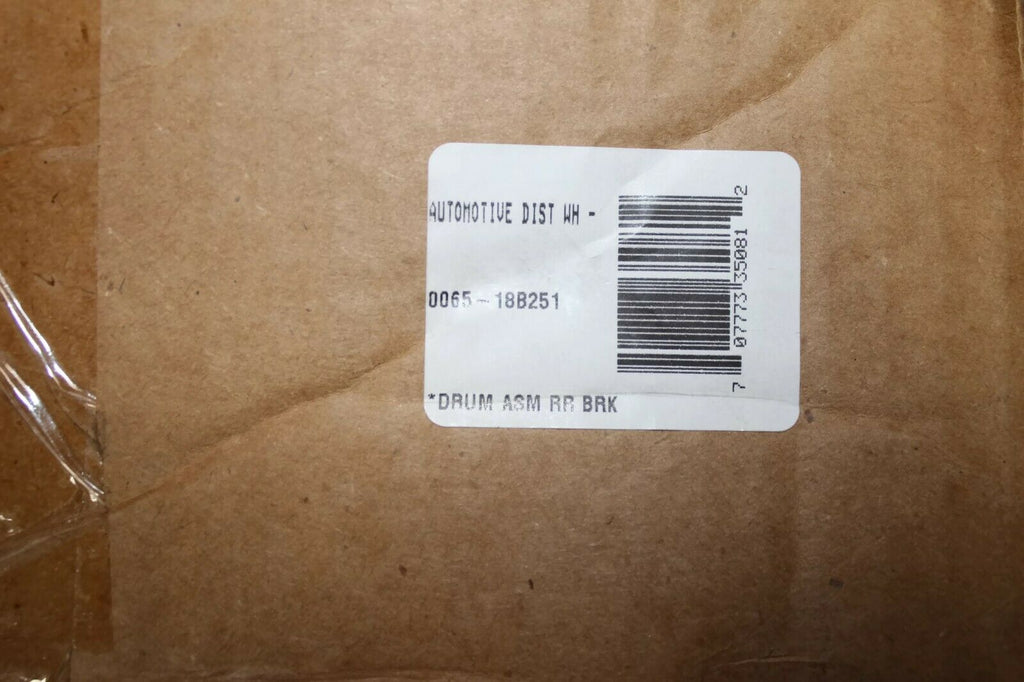 AUTOMOTIVE DIST WH -
0065-18B251
*DRUM ASM RR BRK
7 07773 35081 2